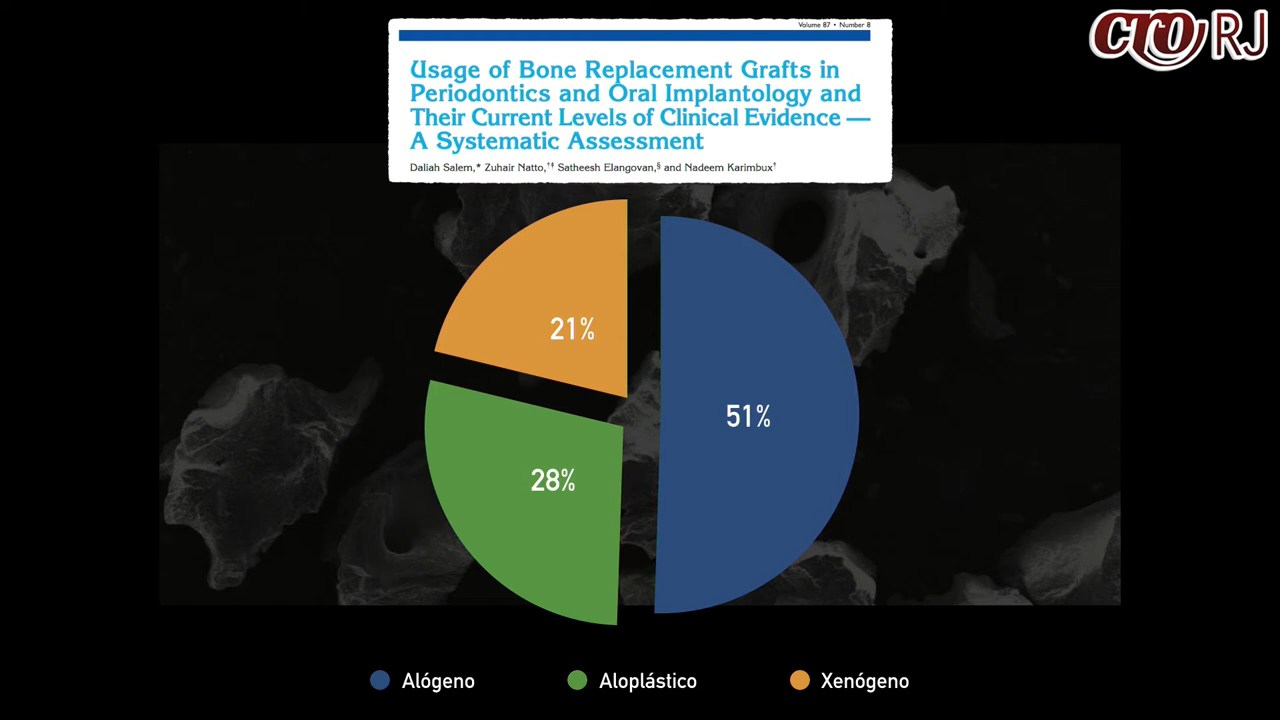 CTO RJ
Volume 87 • Number 8
Usage of Bone Replacement Grafts in
Periodontics and Oral Implantology and
Their Current Levels of Clinical Evidence —
A Systematic Assessment
Daliah Salem,* Zuhair Natto,†‡ Satheesh Elangovan,§ and Nadeem Karimbux†
21%
51%
28%
Alógeno
Aloplástico
Xenógeno